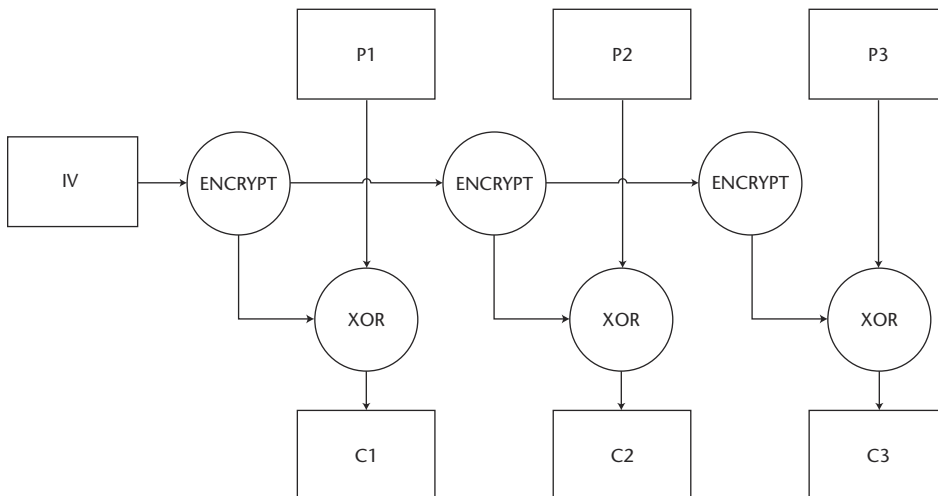 P1
P2
P3
IV
ENCRYPT
ENCRYPT
ENCRYPT
XOR
XOR
XOR
C1
C2
C3